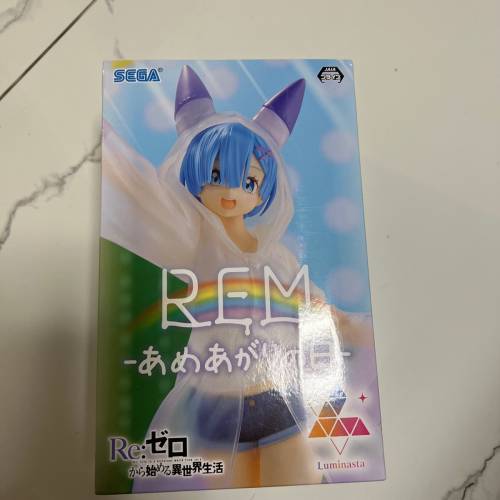 SEGA®
REM
-あめあがりの日-
Re:ゼロ
から始める異世界生活
Luminasta